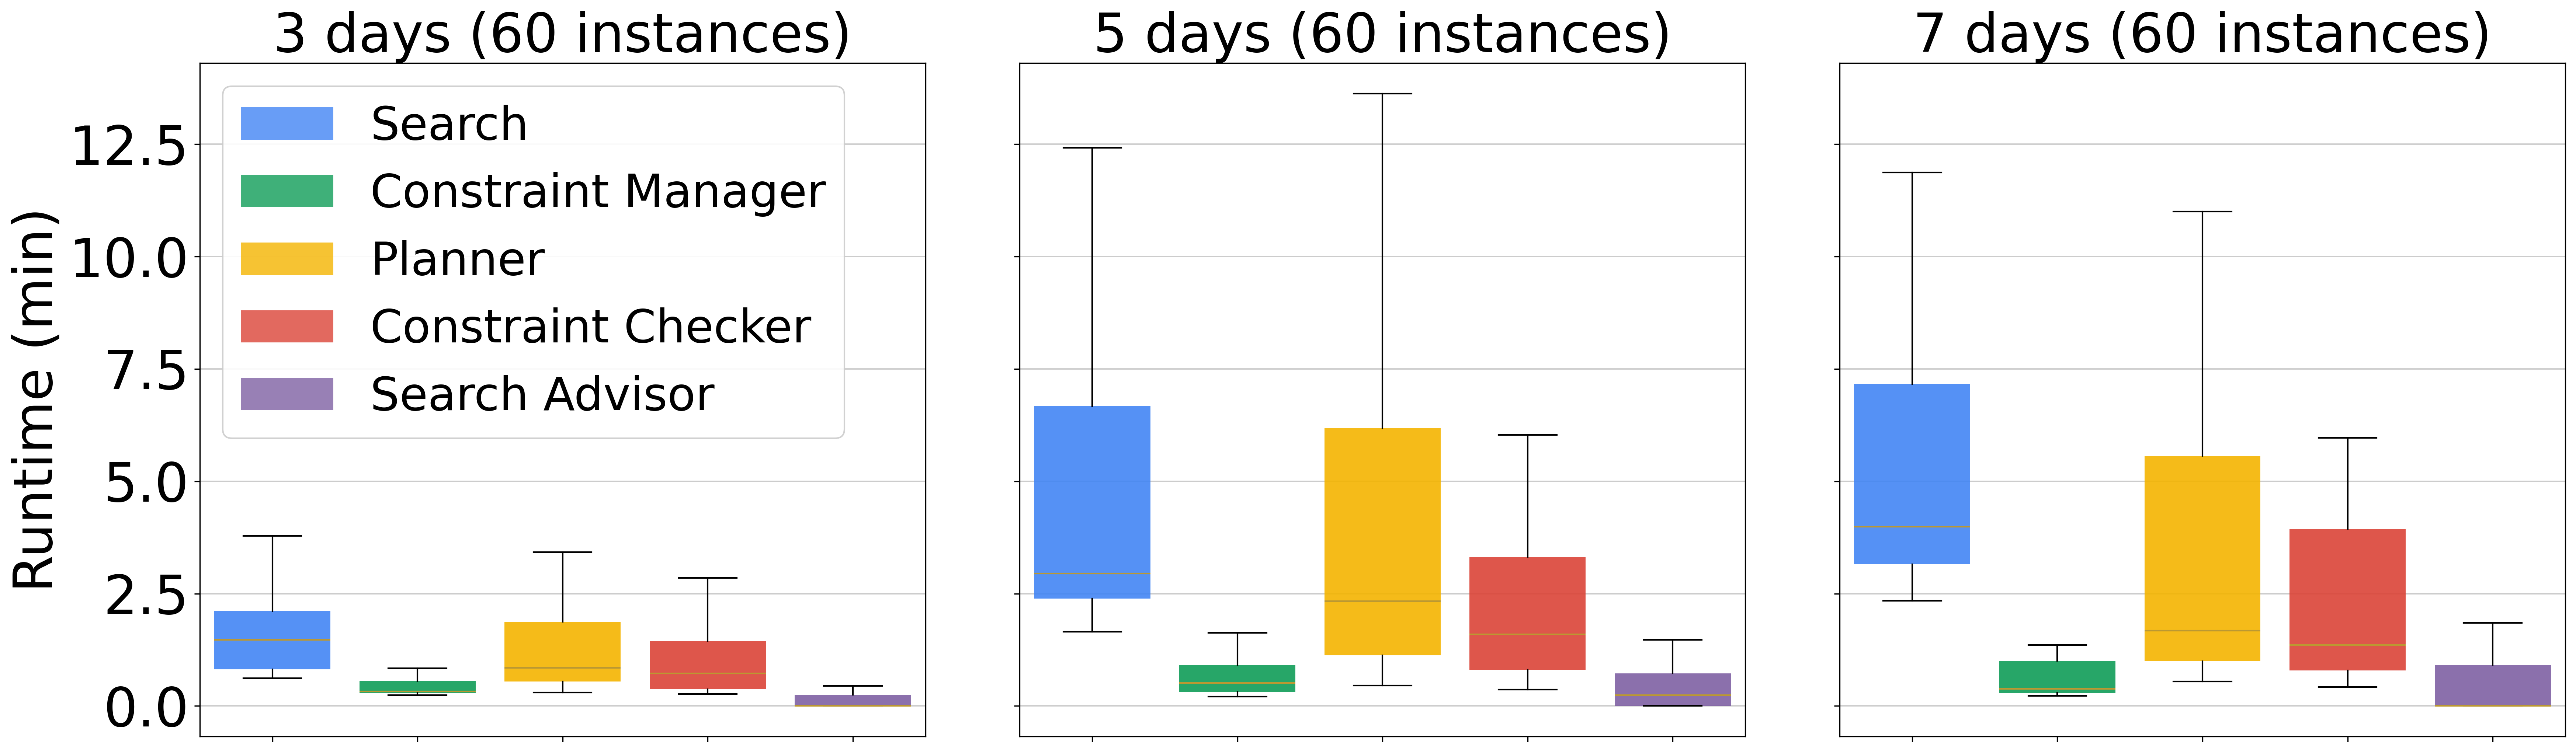 3 days (60 instances)
5 days (60 instances)
7 days (60 instances)
Runtime (min)
12.5
10.0
7.5
5.0
2.5
0.0
Search
Constraint Manager
Planner
Constraint Checker
Search Advisor